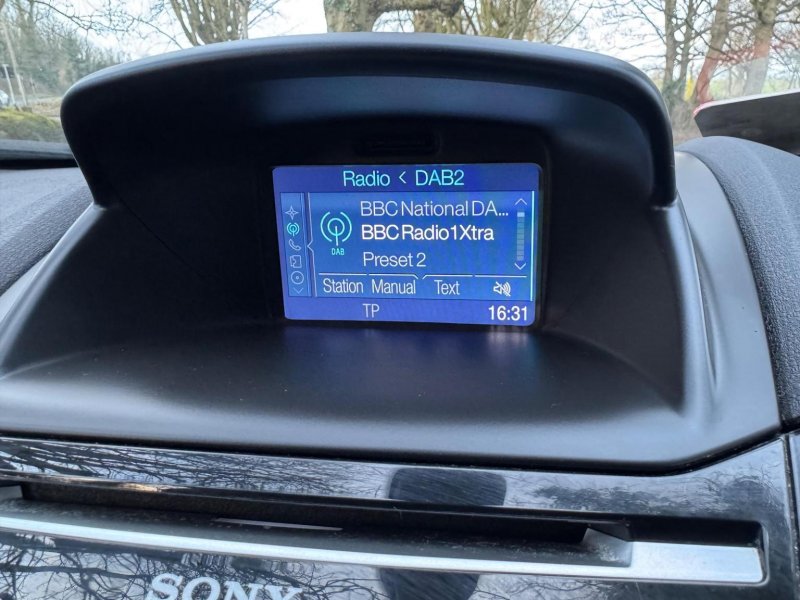 Radio < DAB2
BBC National DA...
BBC Radio1Xtra
DAB
Preset 2
Station Manual Text
TP 16:31
SONY